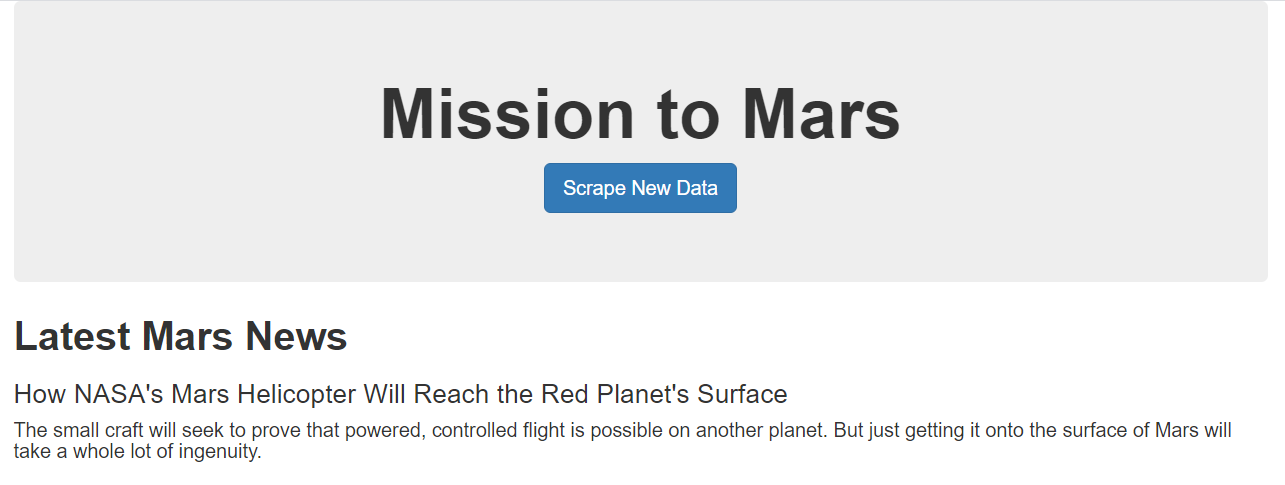 Mission to Mars
Scrape New Data
Latest Mars News
How NASA's Mars Helicopter Will Reach the Red Planet's Surface
The small craft will seek to prove that powered, controlled flight is possible on another planet. But just getting it onto the surface of Mars will
take a whole lot of ingenuity.